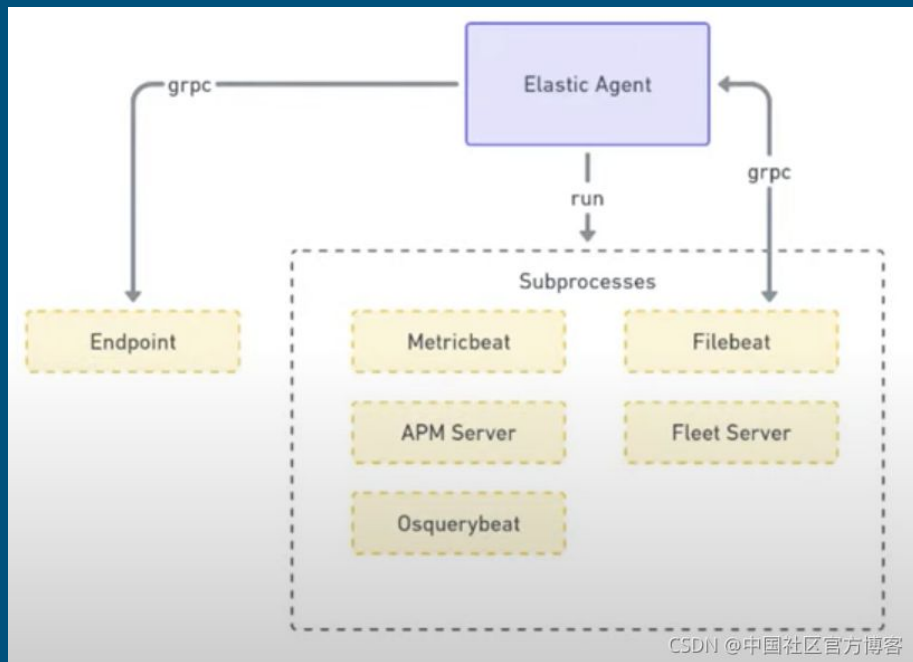 Elastic Agent
grpc
grpc
run
Subprocesses
Endpoint
Metricbeat
Filebeat
APM Server
Fleet Server
Osquerybeat
CSDN @中国社区官方博客